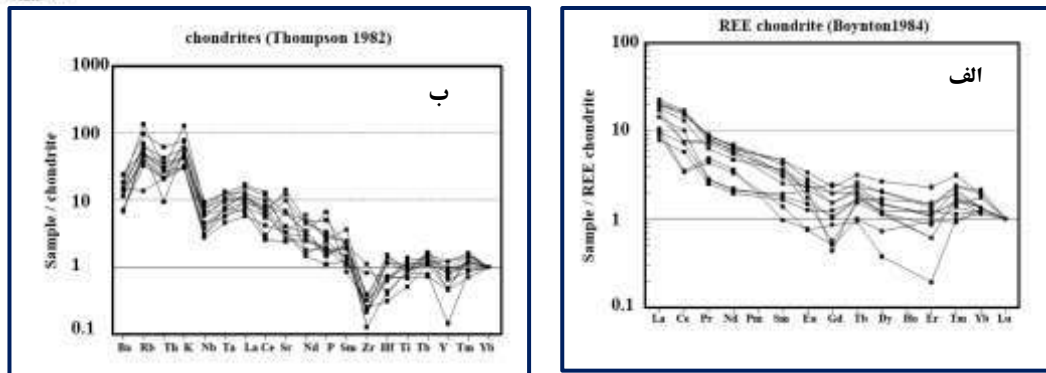 chondrites (Thompson 1982)
ب
1000
100
10
1
0.1
Sample / chondrite
Ba Rb Th K Nb Ta La Ce Sr Nd P Sm Zr Hf Ti Tb Y Tm Yb
REE chondrite (Boynton1984)
الف
100
10
1
0.1
Sample / REE chondrite
La Ce Pr Nd Pm Sm Eu Gd Tb Dy Ho Er Tm Yb Lu